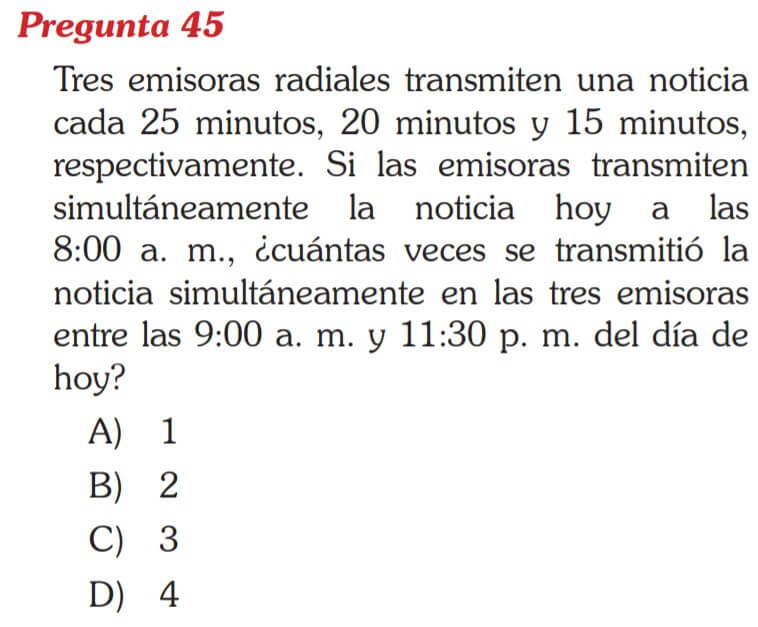 Pregunta 45
Tres emisoras radiales transmiten una noticia
cada 25 minutos, 20 minutos y 15 minutos,
respectivamente. Si las emisoras transmiten
simultáneamente la noticia hoy a las
8:00 a. m., ¿cuántas veces se transmitió la
noticia simultáneamente en las tres emisoras
entre las 9:00 a. m. y 11:30 p. m. del día de
hoy?
A) 1
B) 2
C) 3
D) 4